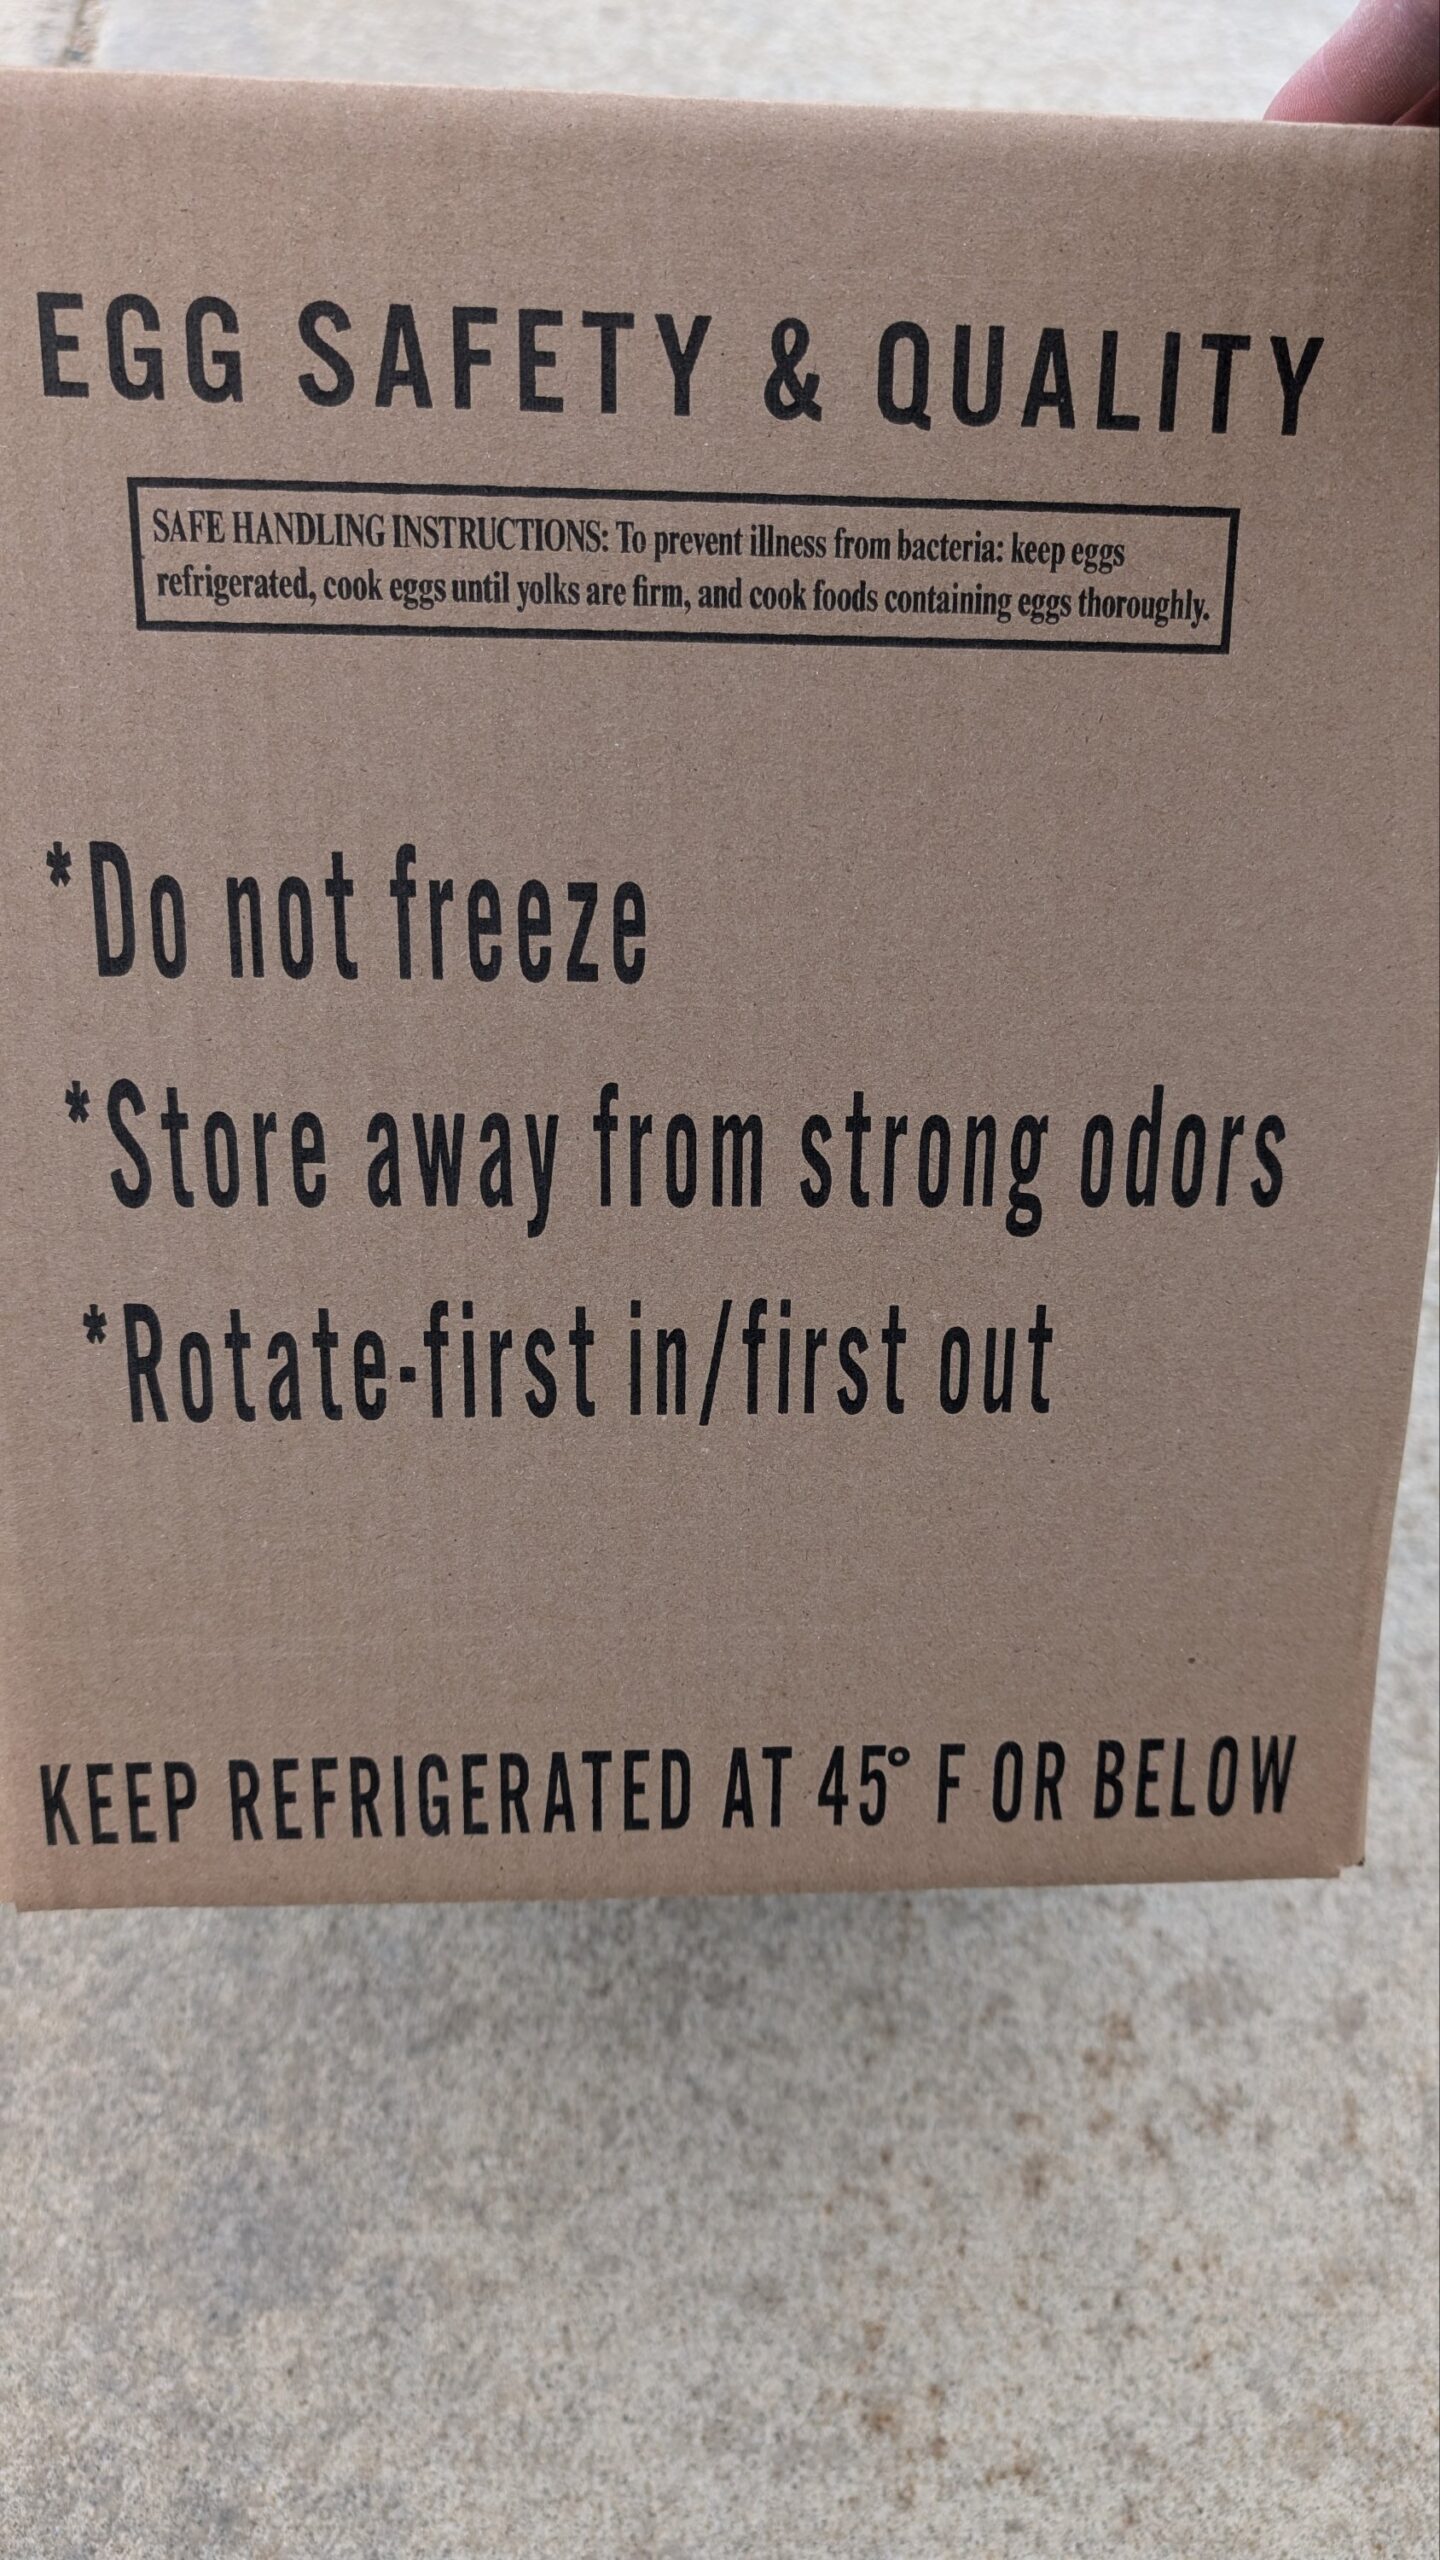 EGG SAFETY & QUALITY
SAFE HANDLING INSTRUCTIONS: To prevent illness from bacteria: keep eggs
refrigerated, cook eggs until yolks are firm, and cook foods containing eggs thoroughly.
*Do not freeze
*Store away from strong odors
*Rotate-first in/first out
KEEP REFRIGERATED AT 45° F OR BELOW